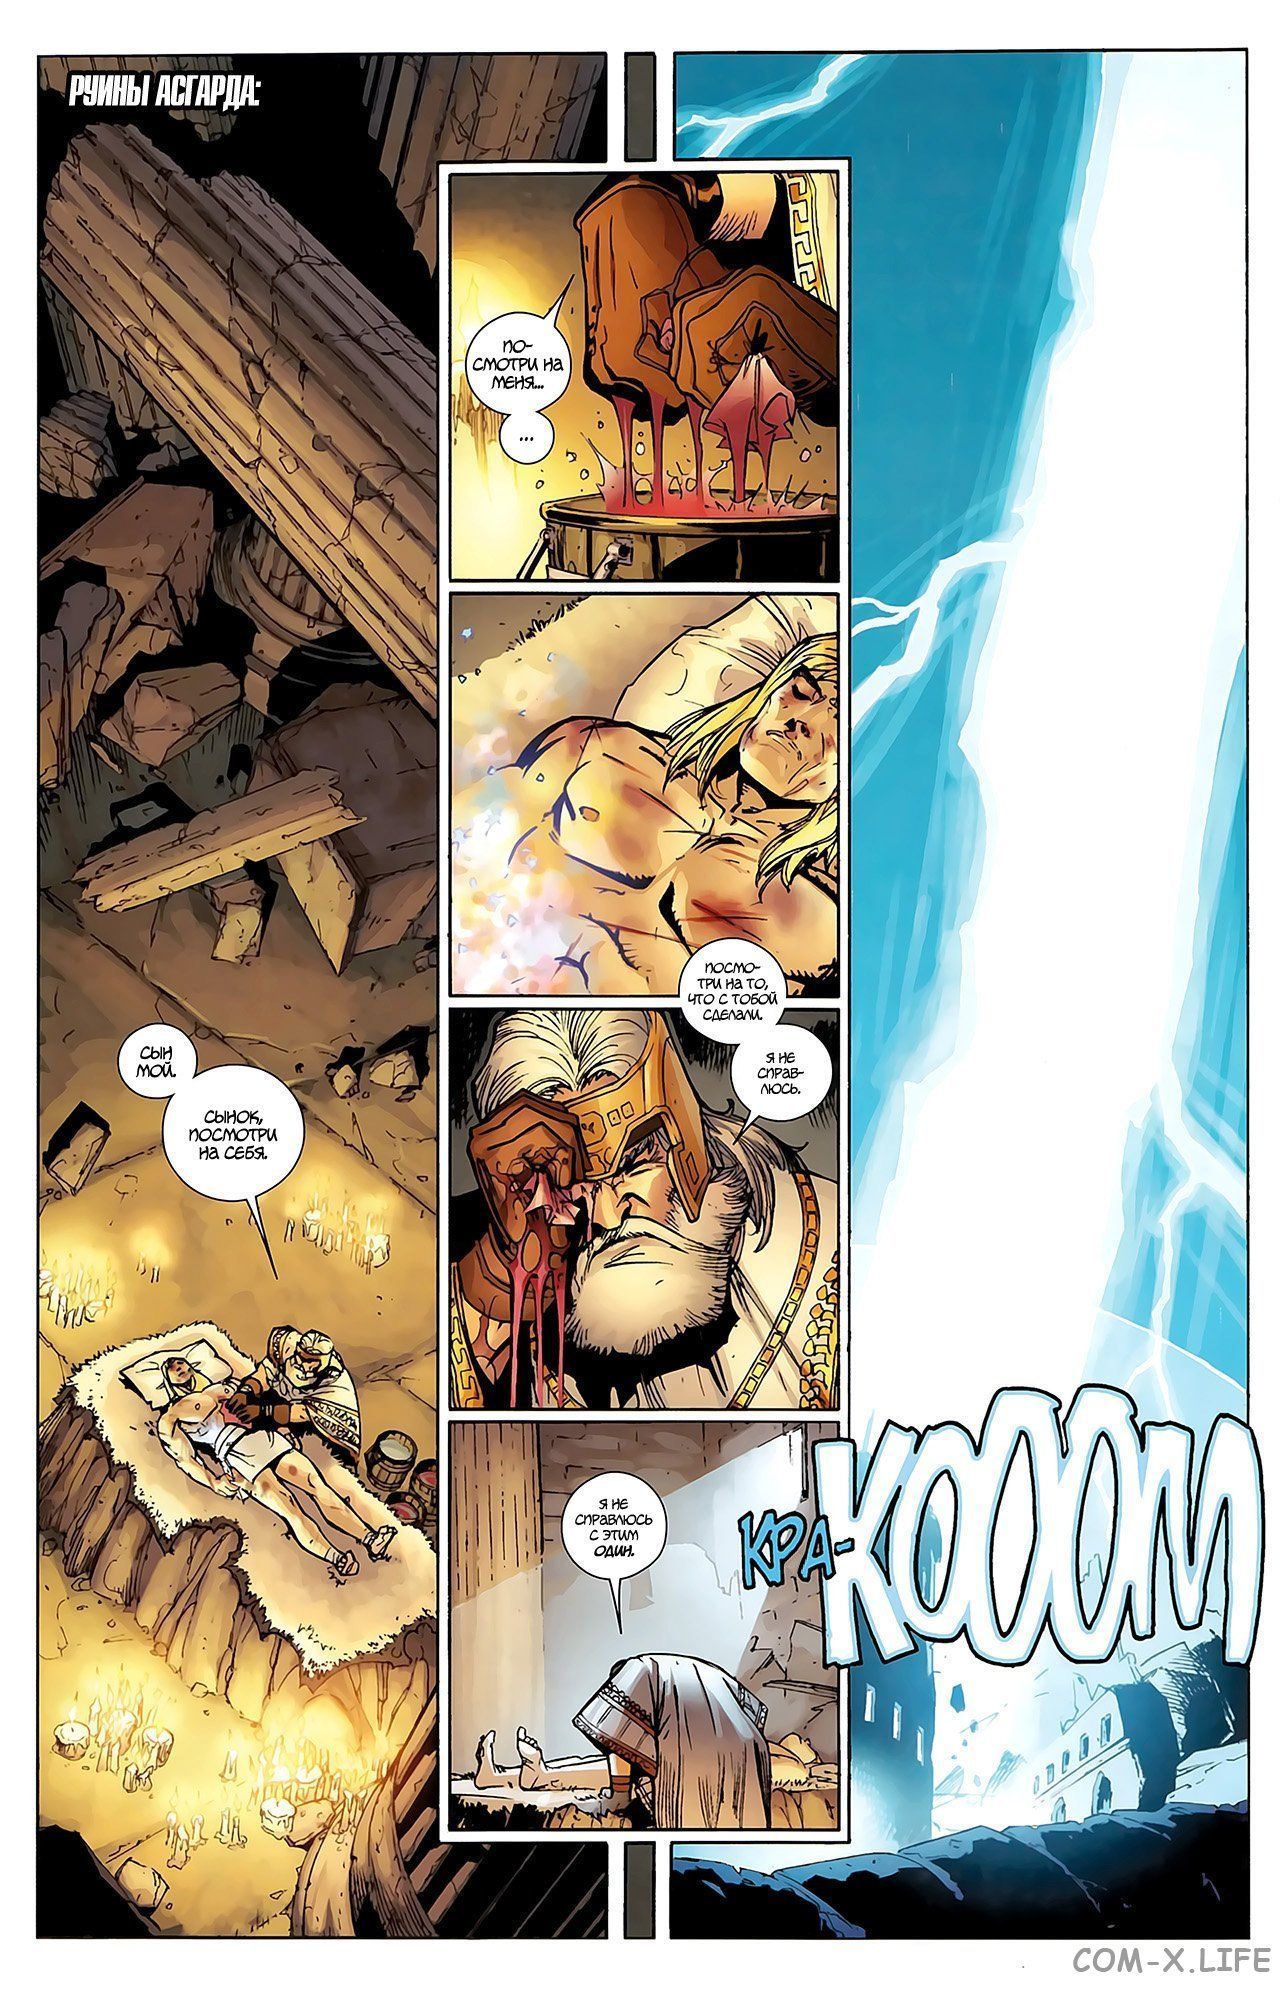 РУИНЫ АСГАРДА:
СЫН
МОЙ.
СЫНОК,
ПОСМОТРИ
НА СЕБЯ.
ПО-
СМОТРИ НА
МЕНЯ...
...
ПОСМО-
ТРИ НА ТО,
ЧТО С ТОБОЙ
СДЕЛАЛИ.
Я НЕ
СПРАВ-
ЛЮСЬ.
Я НЕ
СПРАВЛЮСЬ
С ЭТИМ
ОДИН.
КРА-КОООМ
COM-X.LIFE